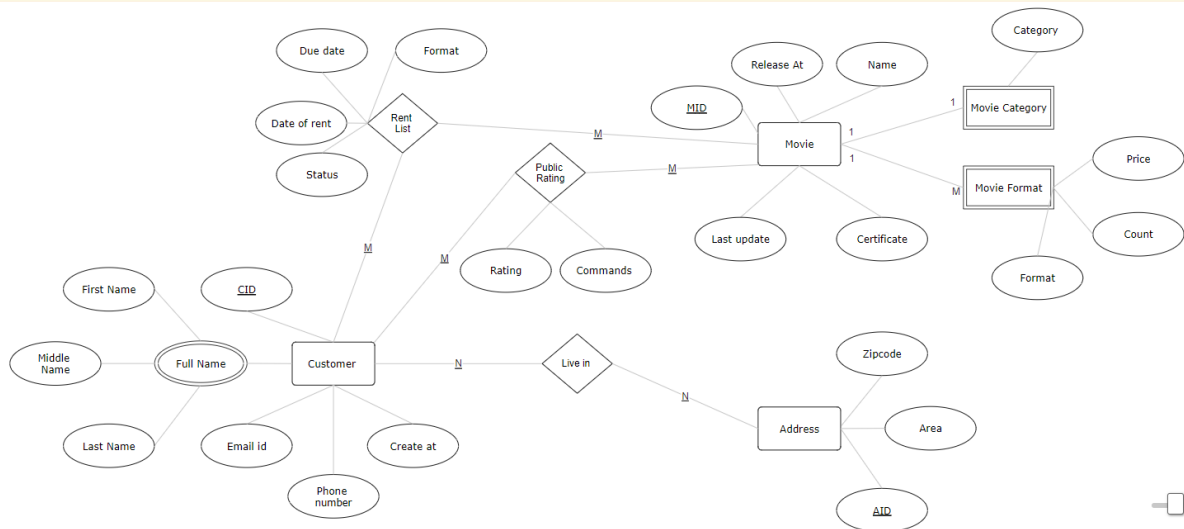 Category
Due date
Format
Release At
Name
MID
1
Movie Category
Date of rent
Rent
List
M
Movie
1
1
Public
Rating
M
Price
Status
M
Movie Format
M
Last update
Certificate
Count
M
Rating
Commands
Format
First Name
CID
Middle
Name
Full Name
Customer
N
Live in
Zipcode
N
Address
Area
Last Name
Email id
Create at
Phone
number
AID